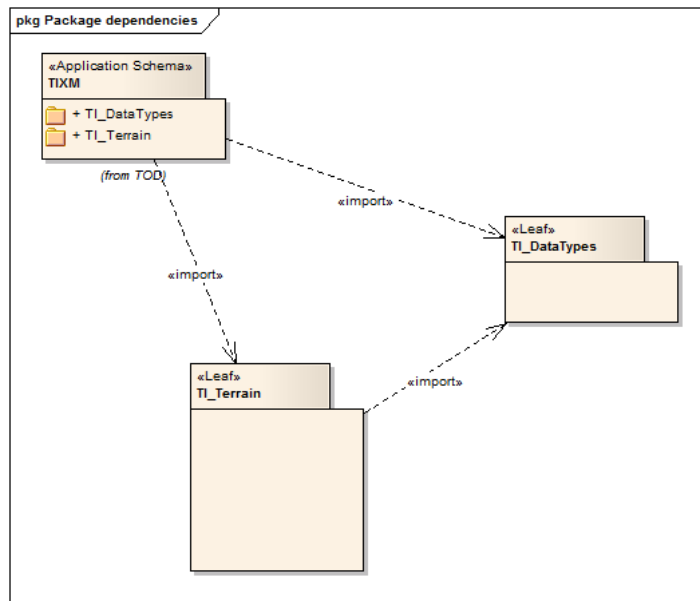 pkg Package dependencies
«Application Schema»
TIXM
+ TI_DataTypes
+ TI_Terrain
(from TOD)
«import»
«Leaf»
TI_DataTypes
«import»
«Leaf»
TI_Terrain
«import»